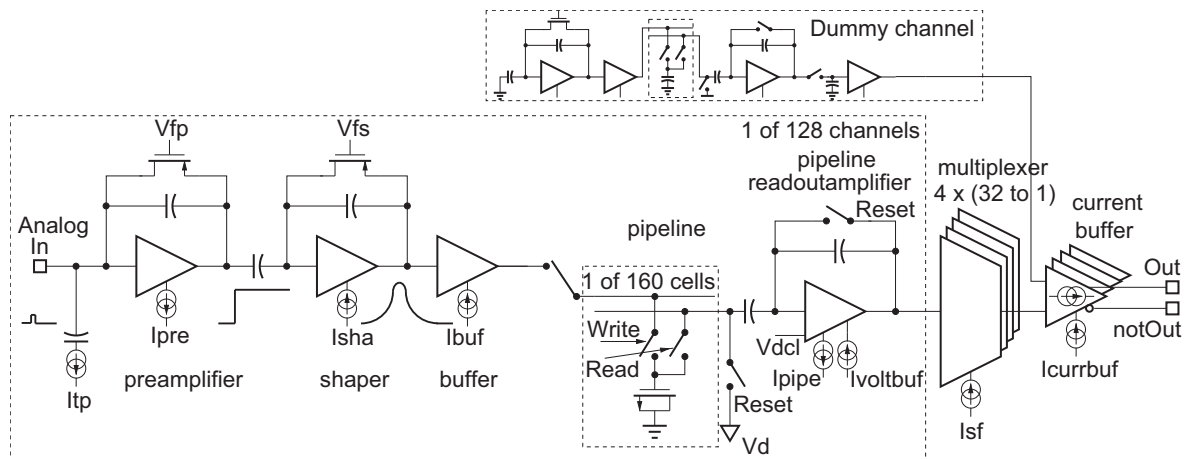 Dummy channel
1 of 128 channels
Vfp
Vfs
pipeline
readoutamplifier
multiplexer
4 x (32 to 1)
Reset
current
buffer
Analog
In
pipeline
Out
1 of 160 cells
notOut
Ipre
Isha
Ibuf
Write
Read
Vdcl
Ipipe
Ivoltbuf
Icurrbuf
Itp
preamplifier
shaper
buffer
Reset
Isf
Vd